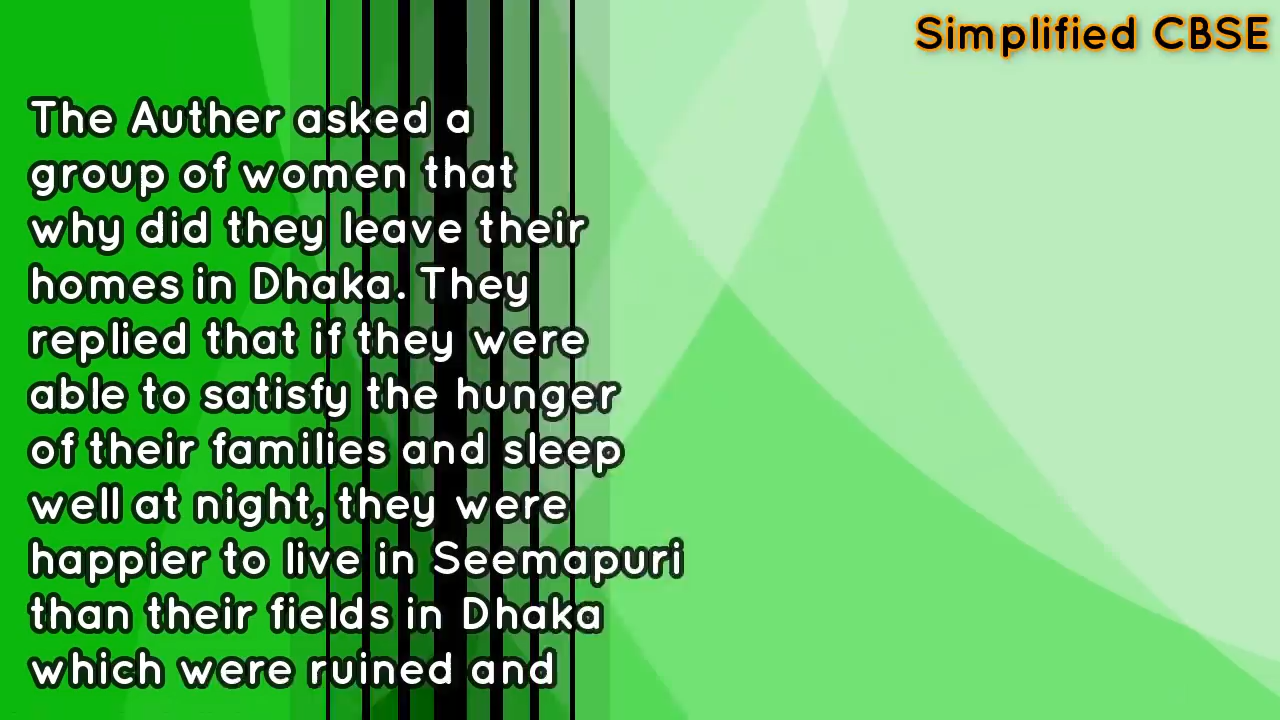 Simplified CBSE
The Auther asked a
group of women that
why did they leave their
homes in Dhaka. They
replied that if they were
able to satisfy the hunger
of their families and sleep
well at night, they were
happier to live in Seemapuri
than their fields in Dhaka
which were ruined and